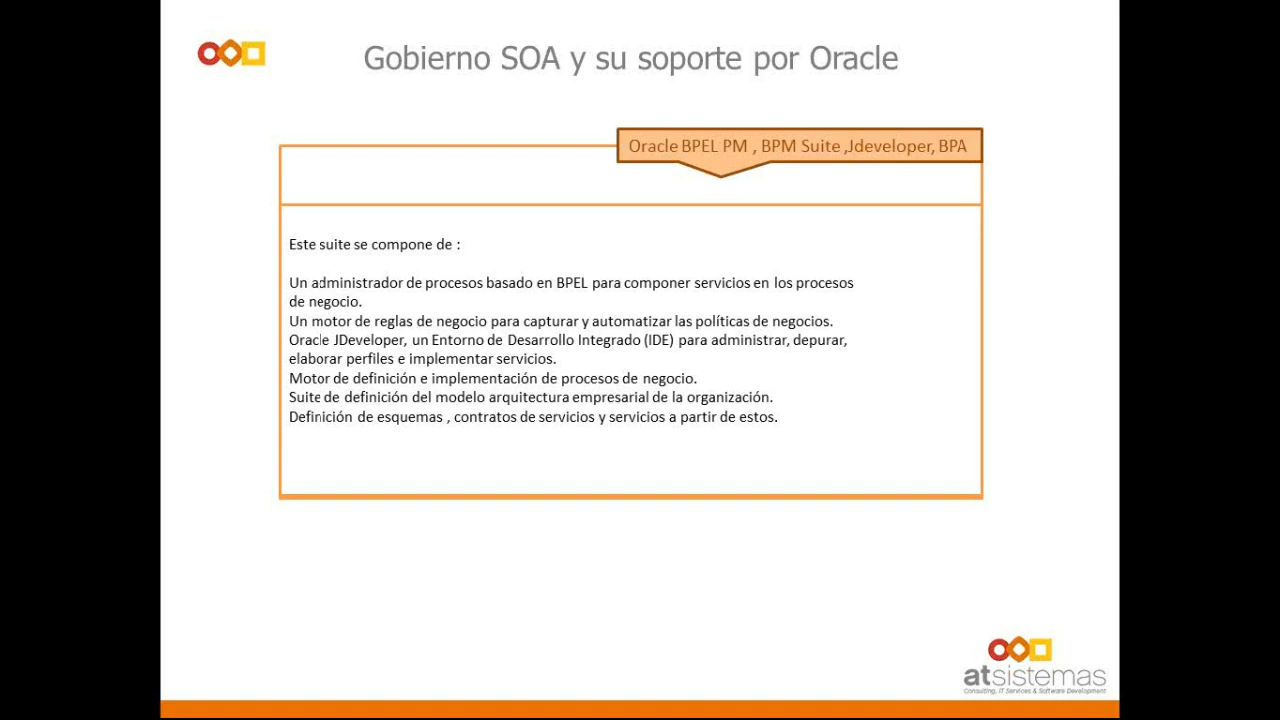 Gobierno SOA y su soporte por Oracle
Oracle BPEL PM , BPM Suite ,Jdeveloper, BPA
Este suite se compone de :
Un administrador de procesos basado en BPEL para componer servicios en los procesos
de negocio.
Un motor de reglas de negocio para capturar y automatizar las políticas de negocios.
Oracle JDeveloper, un Entorno de Desarrollo Integrado (IDE) para administrar, depurar,
elaborar perfiles e implementar servicios.
Motor de definición e implementación de procesos de negocio.
Suite de definición del modelo arquitectura empresarial de la organización.
Definición de esquemas , contratos de servicios y servicios a partir de estos.
atsistemas
Consulting, IT Services & Software Development